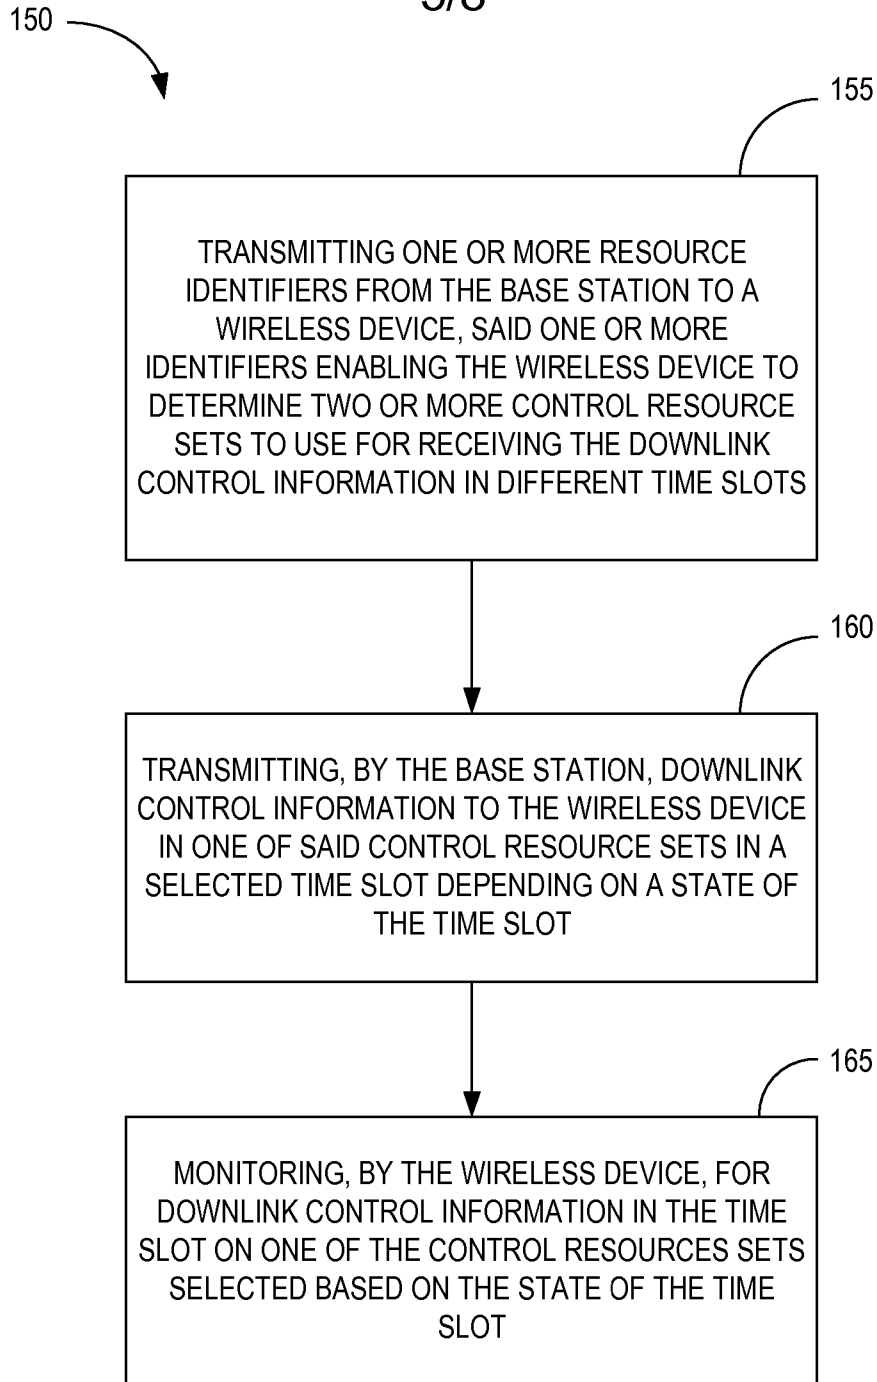 150
155
TRANSMITTING ONE OR MORE RESOURCE
IDENTIFIERS FROM THE BASE STATION TO A
WIRELESS DEVICE, SAID ONE OR MORE
IDENTIFIERS ENABLING THE WIRELESS DEVICE TO
DETERMINE TWO OR MORE CONTROL RESOURCE
SETS TO USE FOR RECEIVING THE DOWNLINK
CONTROL INFORMATION IN DIFFERENT TIME SLOTS
160
TRANSMITTING, BY THE BASE STATION, DOWNLINK
CONTROL INFORMATION TO THE WIRELESS DEVICE
IN ONE OF SAID CONTROL RESOURCE SETS IN A
SELECTED TIME SLOT DEPENDING ON A STATE OF
THE TIME SLOT
165
MONITORING, BY THE WIRELESS DEVICE, FOR
DOWNLINK CONTROL INFORMATION IN THE TIME
SLOT ON ONE OF THE CONTROL RESOURCES SETS
SELECTED BASED ON THE STATE OF THE TIME
SLOT